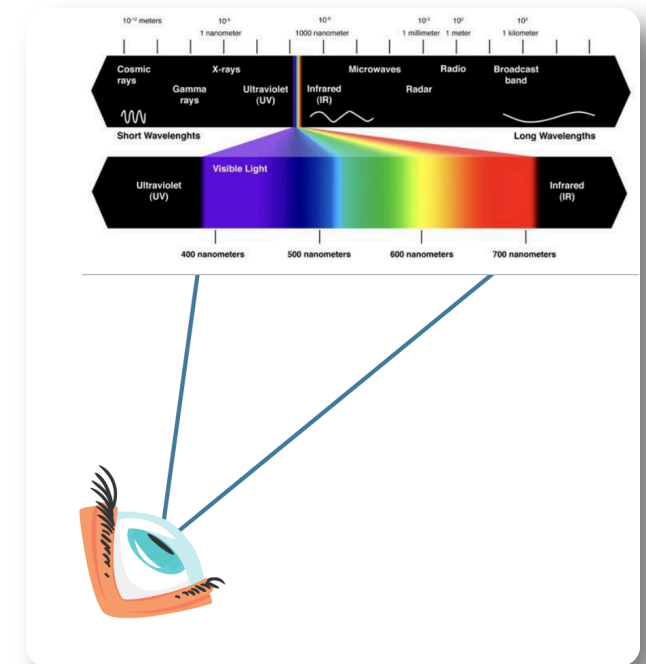 10⁻¹² meters 10⁻⁹ 10⁻⁶ 10⁻³ 10⁰ 10³
1 nanometer 1000 nanometer 1 millimeter 1 meter 1 kilometer
Cosmic rays X-rays Microwaves Radio Broadcast band
Gamma rays Ultraviolet (UV) Infrared (IR) Radar
Short Wavelenghts Long Wavelengths
Visible Light
Ultraviolet (UV) Infrared (IR)
400 nanometers 500 nanometers 600 nanometers 700 nanometers